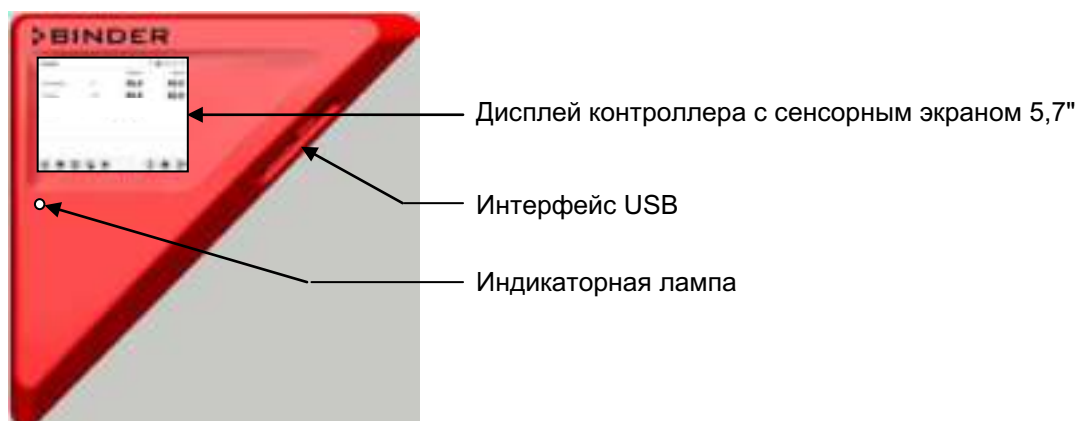 BINDER
Дисплей контроллера с сенсорным экраном 5,7"
Интерфейс USB
Индикаторная лампа